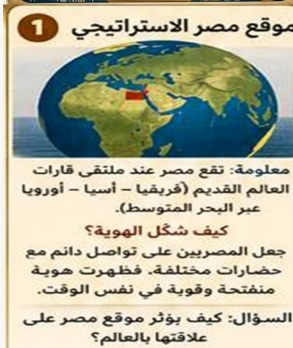 1 موقع مصر الاستراتيجي
معلومة: تقع مصر عند ملتقى قارات
العالم القديم (أفريقيا – آسيا – أوروبا
عبر البحر المتوسط).
كيف شكّل الهوية؟
جعل المصريين على تواصل دائم مع
حضارات مختلفة، فظهرت هوية
منفتحة وقوية في نفس الوقت.
السؤال: كيف يؤثر موقع مصر على
علاقتها بالعالم؟